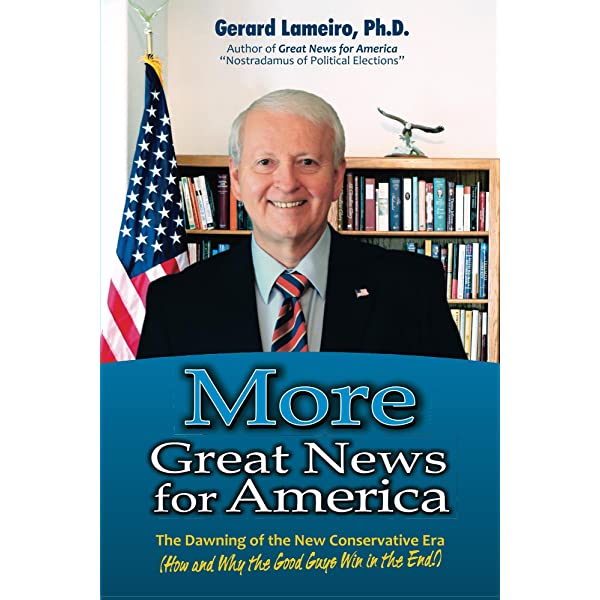 Gerard Lameiro, Ph.D.
Author of Great News for America
“Nostradamus of Political Elections”
More
Great News
for America
The Dawning of the New Conservative Era
(How and Why the Good Guys Win in the End!)